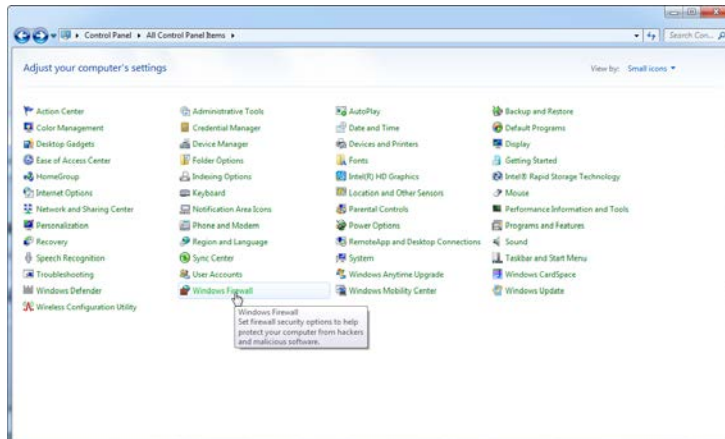 Control Panel ▸ All Control Panel Items ▸
Search Con...
Adjust your computer's settings
View by: Small icons
Action Center
Administrative Tools
AutoPlay
Backup and Restore
Color Management
Credential Manager
Date and Time
Default Programs
Desktop Gadgets
Device Manager
Devices and Printers
Display
Ease of Access Center
Folder Options
Fonts
Getting Started
HomeGroup
Indexing Options
Intel(R) HD Graphics
Intel® Rapid Storage Technology
Internet Options
Keyboard
Location and Other Sensors
Mouse
Network and Sharing Center
Notification Area Icons
Parental Controls
Performance Information and Tools
Personalization
Phone and Modem
Power Options
Programs and Features
Recovery
Region and Language
RemoteApp and Desktop Connections
Sound
Speech Recognition
Sync Center
System
Taskbar and Start Menu
Troubleshooting
User Accounts
Windows Anytime Upgrade
Windows CardSpace
Windows Defender
Windows Firewall
Windows Mobility Center
Windows Update
Wireless Configuration Utility
Windows Firewall
Set firewall security options to help
protect your computer from hackers
and malicious software.